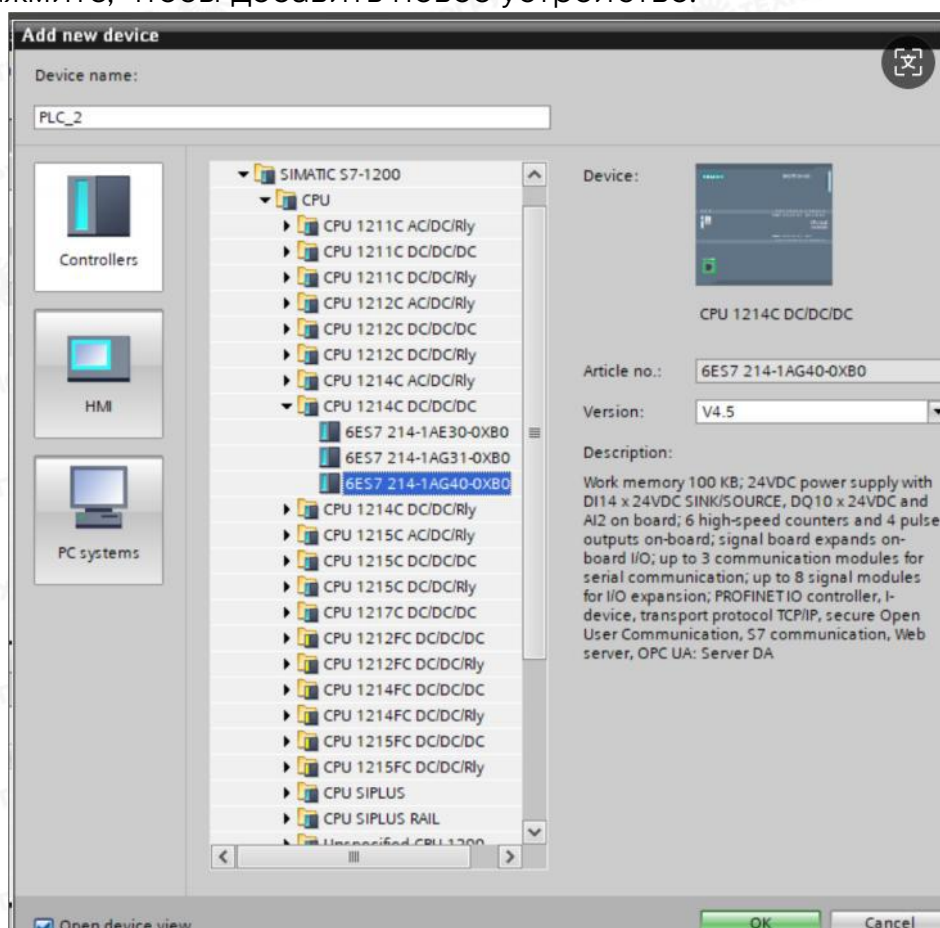 чтобы добавить новое устройство.
Add new device
Device name:
PLC_2
Controllers
HMI
PC systems
SIMATIC S7-1200
CPU
CPU 1211C AC/DC/Rly
CPU 1211C DC/DC/DC
CPU 1211C DC/DC/Rly
CPU 1212C AC/DC/Rly
CPU 1212C DC/DC/DC
CPU 1212C DC/DC/Rly
CPU 1214C AC/DC/Rly
CPU 1214C DC/DC/DC
6ES7 214-1AE30-0XB0
6ES7 214-1AG31-0XB0
6ES7 214-1AG40-0XB0
CPU 1214C DC/DC/Rly
CPU 1215C AC/DC/Rly
CPU 1215C DC/DC/DC
CPU 1215C DC/DC/Rly
CPU 1217C DC/DC/DC
CPU 1212FC DC/DC/DC
CPU 1212FC DC/DC/Rly
CPU 1214FC DC/DC/DC
CPU 1214FC DC/DC/Rly
CPU 1215FC DC/DC/DC
CPU 1215FC DC/DC/Rly
CPU SIPLUS
CPU SIPLUS RAIL
Unspecified CPU 1200
Device:
CPU 1214C DC/DC/DC
Article no.: 6ES7 214-1AG40-0XB0
Version: V4.5
Description:
Work memory 100 KB; 24VDC power supply with
DI14 x 24VDC SINK/SOURCE, DQ10 x 24VDC and
AI2 on board; 6 high-speed counters and 4 pulse
outputs on-board; signal board expands on-
board I/O; up to 3 communication modules for
serial communication; up to 8 signal modules
for I/O expansion; PROFINET IO controller, I-
device, transport protocol TCP/IP, secure Open
User Communication, S7 communication, Web
server, OPC UA: Server DA
Open device view
OK
Cancel